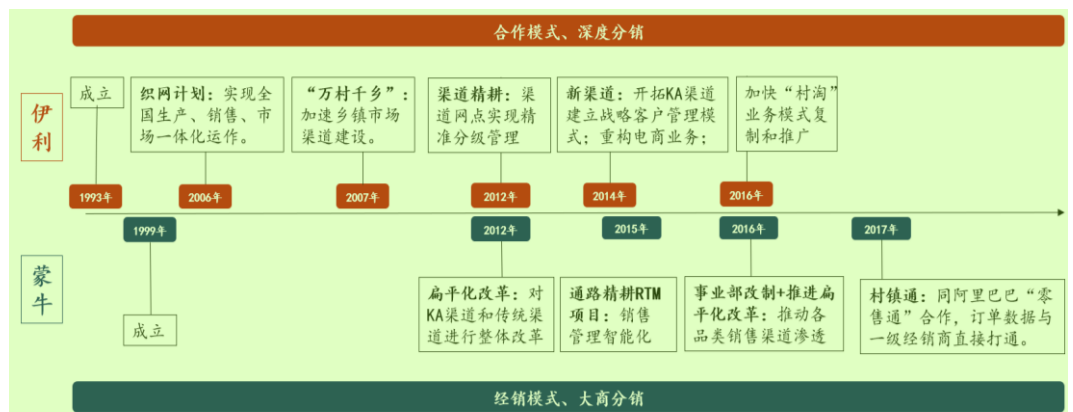 合作模式、深度分销
伊利
成立
织网计划：实现全
国生产、销售、市
场一体化运作。
“万村千乡”：
加速乡镇市场
渠道建设。
渠道精耕：渠
道网点实现精
准分级管理
新渠道：开拓KA渠道
建立战略客户管理模
式；重构电商业务；
加快“村淘”
业务模式复
制和推广
1993年
2006年
2007年
2012年
2014年
2016年
1999年
2012年
2015年
2016年
2017年
蒙牛
成立
扁平化改革：对
KA渠道和传统渠
道进行整体改革
通路精耕RTM
项目：销售
管理智能化
事业部改制+推进扁
平化改革：推动各
品类销售渠道渗透
村镇通：同阿里巴巴“零
售通”合作，订单数据与
一级经销商直接打通。
经销模式、大商分销